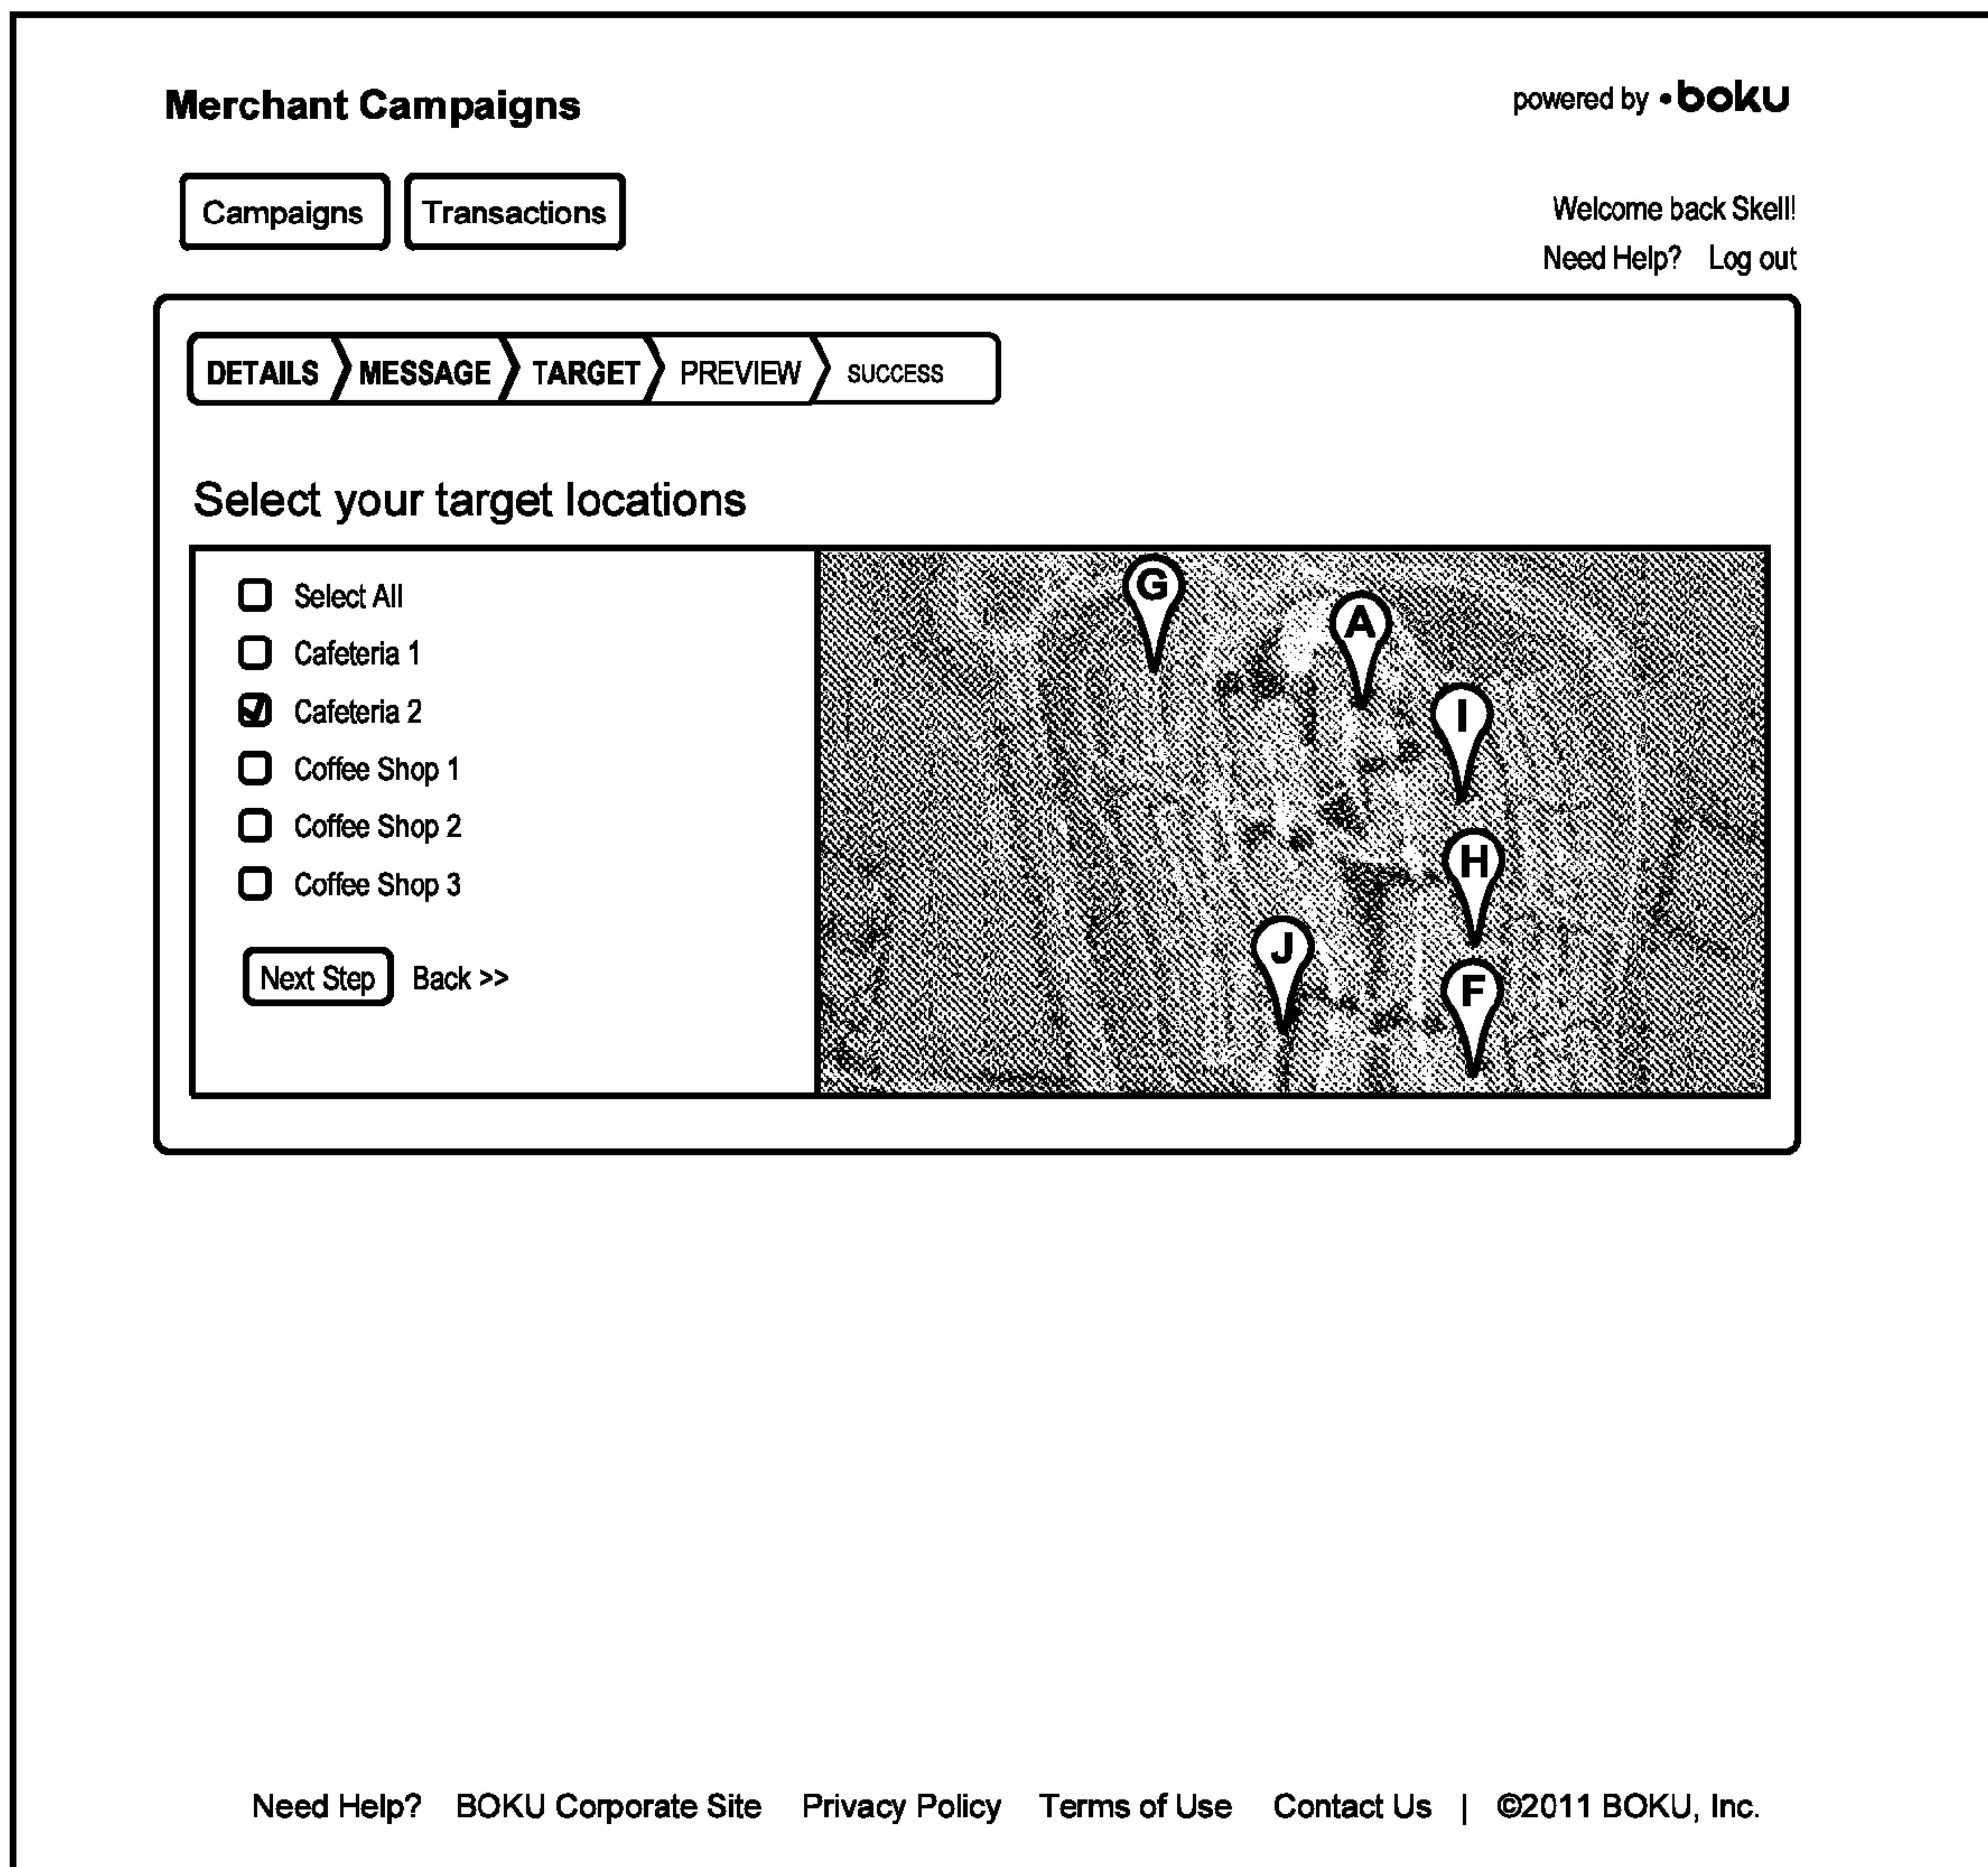 Merchant Campaigns
powered by •boku
Campaigns Transactions
Welcome back Skell!
Need Help? Log out
DETAILS MESSAGE TARGET PREVIEW SUCCESS
Select your target locations
Select All
Cafeteria 1
Cafeteria 2
Coffee Shop 1
Coffee Shop 2
Coffee Shop 3
Next Step Back >>
G
A
I
H
J
F
Need Help? BOKU Corporate Site Privacy Policy Terms of Use Contact Us | ©2011 BOKU, Inc.